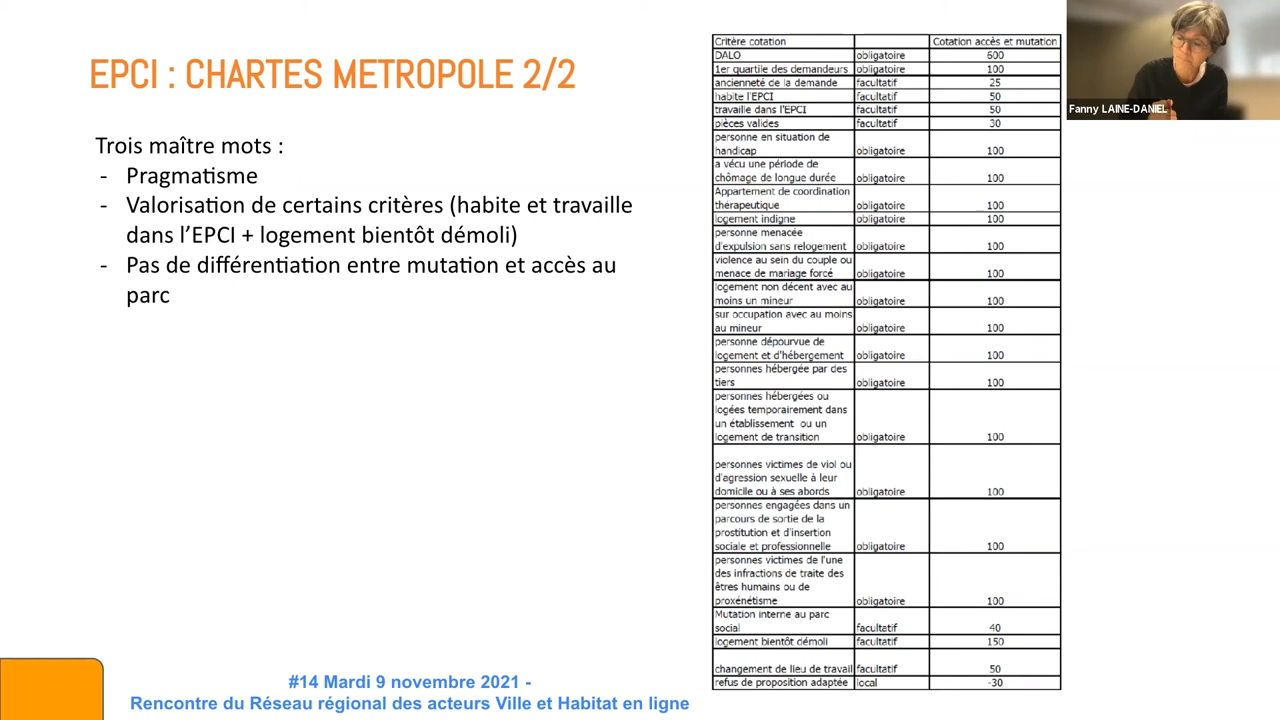 EPCI : CHARTES METROPOLE 2/2
Trois maître mots :
- Pragmatisme
- Valorisation de certains critères (habite et travaille
dans l'EPCI + logement bientôt démoli)
- Pas de différentiation entre mutation et accès au
parc
Critère cotation Cotation accès et mutation
DALO obligatoire 600
1er quartile des demandeurs obligatoire 100
ancienneté de la demande facultatif 25
habite l'EPCI facultatif 50
travaille dans l'EPCI facultatif 50
pièces valides facultatif 30
personne en situation de
handicap obligatoire 100
a vécu une période de
chômage de longue durée obligatoire 100
Appartement de coordination
thérapeutique obligatoire 100
logement indigne obligatoire 100
personne menacée
d'expulsion sans relogement obligatoire 100
violence au sein du couple ou
menace de mariage forcé obligatoire 100
logement non décent avec au
moins un mineur obligatoire 100
sur occupation avec au moins
au mineur obligatoire 100
personne dépourvue de
logement et d'hébergement obligatoire 100
personnes hébergée par des
tiers obligatoire 100
personnes hébergées ou
logées temporairement dans
un établissement ou un
logement de transition obligatoire 100
personnes victimes de viol ou
d'agression sexuelle à leur
domicile ou à ses abords obligatoire 100
personnes engagées dans un
parcours de sortie de la
prostitution et d'insertion
sociale et professionnelle obligatoire 100
personnes victimes de l'une
des infractions de traite des
êtres humains ou de
proxénétisme obligatoire 100
Mutation interne au parc
social facultatif 40
logement bientôt démoli facultatif 150
changement de lieu de travail facultatif 50
refus de proposition adaptée local -30
Fanny LAINE-DANIEL
#14 Mardi 9 novembre 2021 -
Rencontre du Réseau régional des acteurs Ville et Habitat en ligne